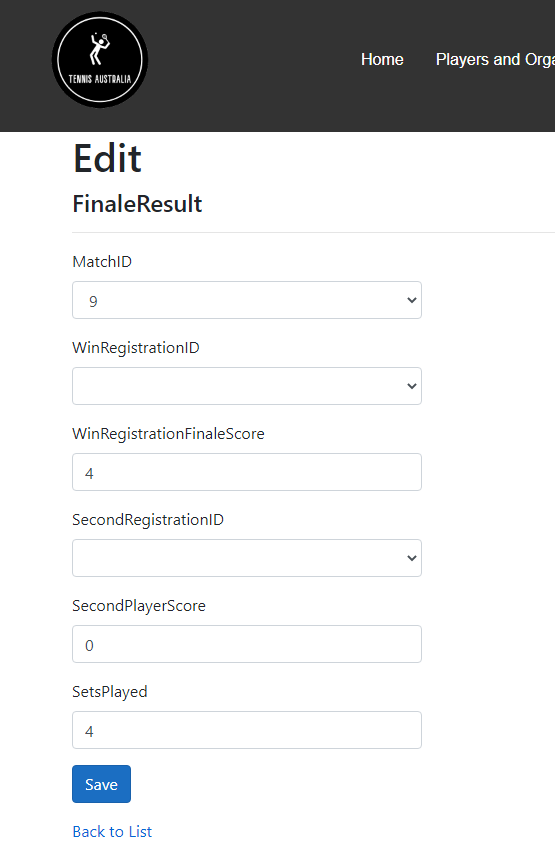 TENNIS AUSTRALIA
Home
Players and Orga
Edit
FinaleResult
MatchID
9
WinRegistrationID
WinRegistrationFinaleScore
4
SecondRegistrationID
SecondPlayerScore
0
SetsPlayed
4
Save
Back to List